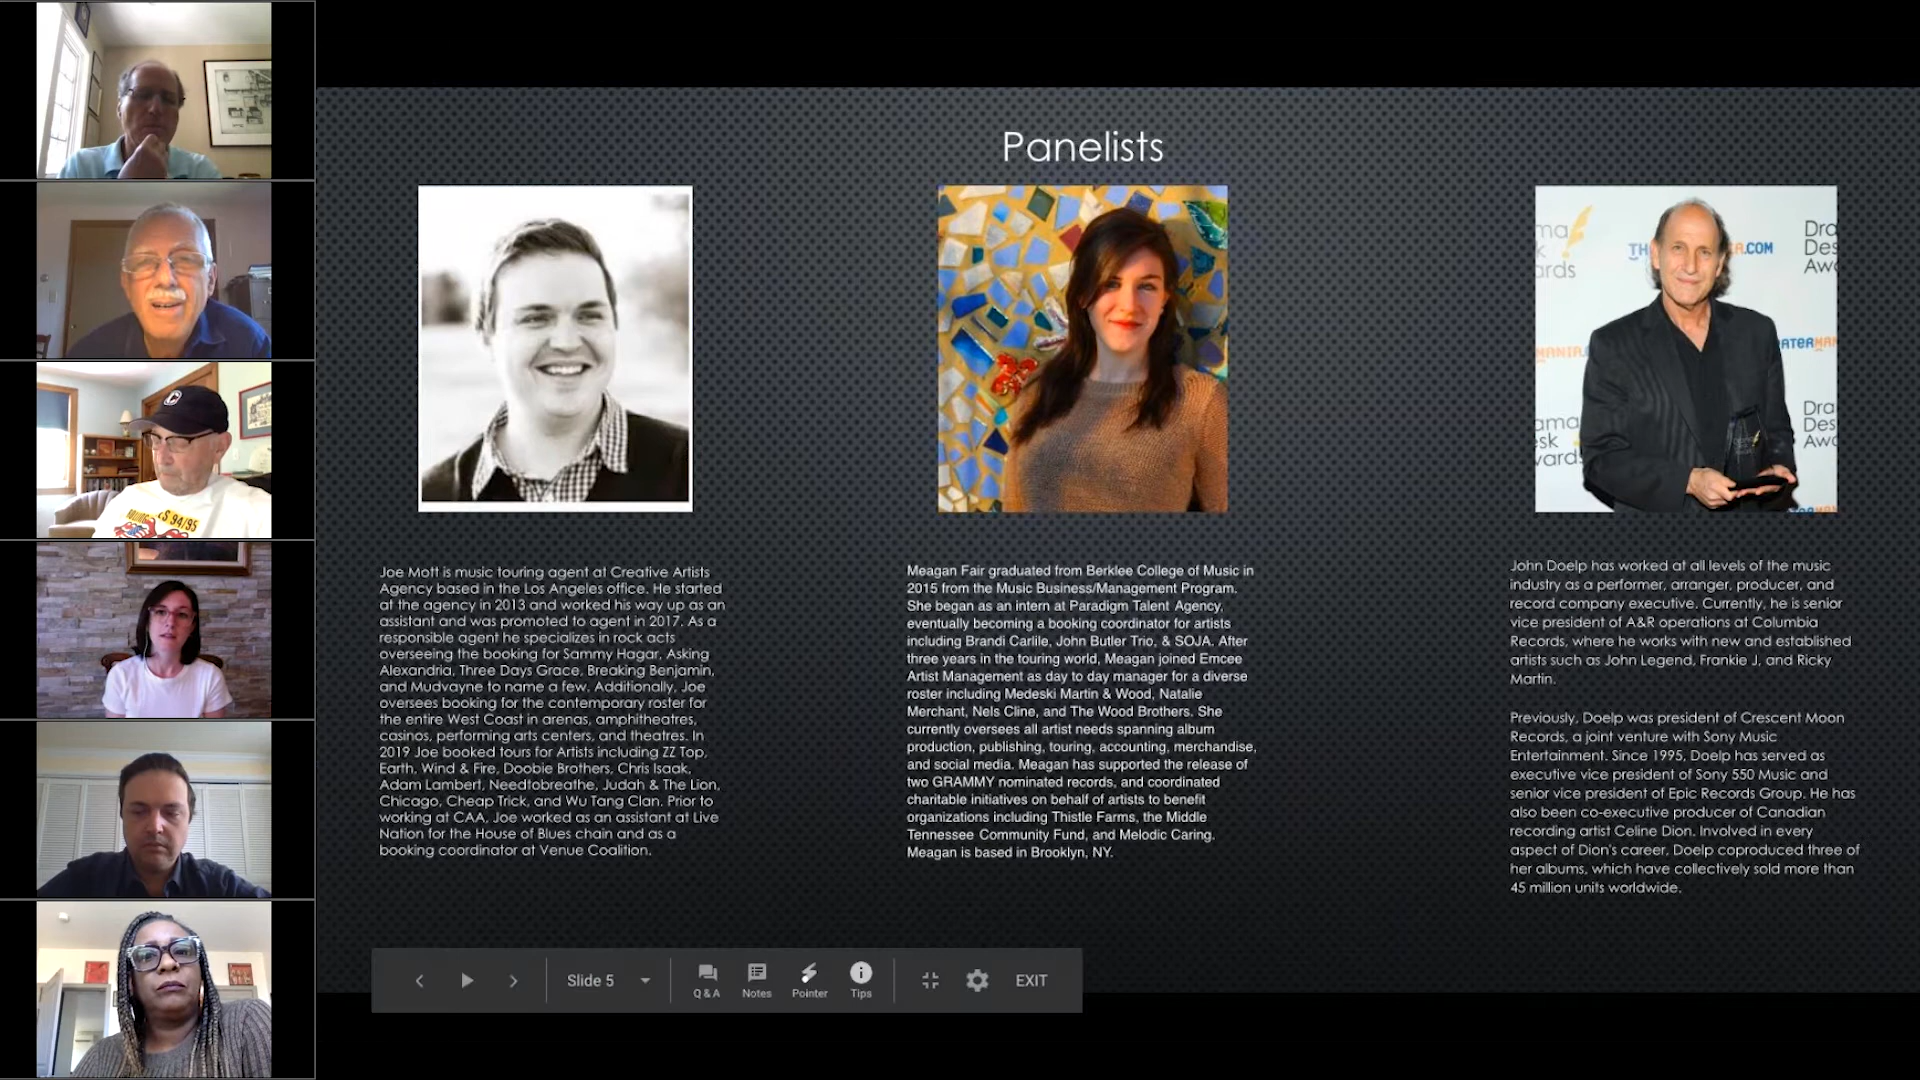 Panelists
C
94/95
ma
k
ards
TH
A.COM
Dra
Des
Awa
MANIA.C
ATERMAN
ama
esk
wards
Dra
Des
Awa
Joe Mott is music touring agent at Creative Artists
Agency based in the Los Angeles office. He started
at the agency in 2013 and worked his way up as an
assistant and was promoted to agent in 2017. As a
responsible agent he specializes in rock acts
overseeing the booking for Sammy Hagar, Asking
Alexandria, Three Days Grace, Breaking Benjamin,
and Mudvayne to name a few. Additionally, Joe
oversees booking for the contemporary roster for
the entire West Coast in arenas, amphitheatres,
casinos, performing arts centers, and theatres. In
2019 Joe booked tours for Artists including ZZ Top,
Earth, Wind & Fire, Doobie Brothers, Chris Isaak,
Adam Lambert, Needtobreathe, Judah & The Lion,
Chicago, Cheap Trick, and Wu Tang Clan. Prior to
working at CAA, Joe worked as an assistant at Live
Nation for the House of Blues chain and as a
booking coordinator at Venue Coalition.
Meagan Fair graduated from Berklee College of Music in
2015 from the Music Business/Management Program.
She began as an intern at Paradigm Talent Agency,
eventually becoming a booking coordinator for artists
including Brandi Carlile, John Butler Trio, & SOJA. After
three years in the touring world, Meagan joined Emcee
Artist Management as day to day manager for a diverse
roster including Medeski Martin & Wood, Natalie
Merchant, Nels Cline, and The Wood Brothers. She
currently oversees all artist needs spanning album
production, publishing, touring, accounting, merchandise,
and social media. Meagan has supported the release of
two GRAMMY nominated records, and coordinated
charitable initiatives on behalf of artists to benefit
organizations including Thistle Farms, the Middle
Tennessee Community Fund, and Melodic Caring.
Meagan is based in Brooklyn, NY.
John Doelp has worked at all levels of the music
industry as a performer, arranger, producer, and
record company executive. Currently, he is senior
vice president of A&R operations at Columbia
Records, where he works with new and established
artists such as John Legend, Frankie J, and Ricky
Martin.
Previously, Doelp was president of Crescent Moon
Records, a joint venture with Sony Music
Entertainment. Since 1995, Doelp has served as
executive vice president of Sony 550 Music and
senior vice president of Epic Records Group. He has
also been co-executive producer of Canadian
recording artist Celine Dion. Involved in every
aspect of Dion's career, Doelp coproduced three of
her albums, which have collectively sold more than
45 million units worldwide.
Slide 5
Q & A
Notes
Pointer
Tips
EXIT